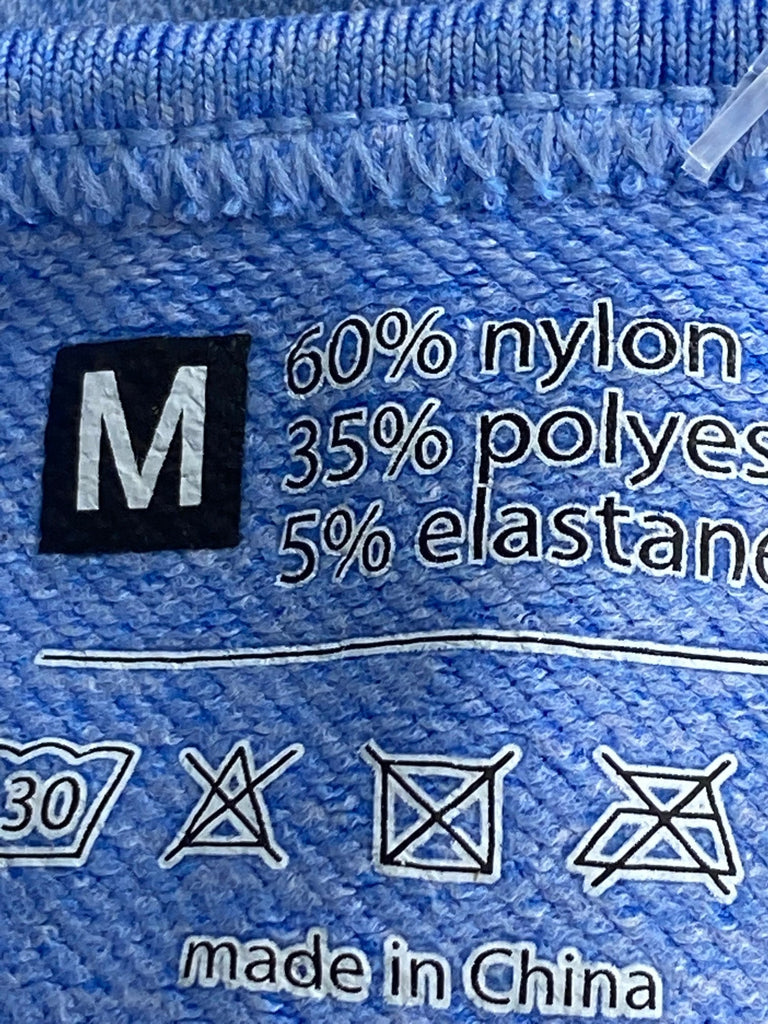 M
60% nylon
35% polyes
5% elastane
30
made in China